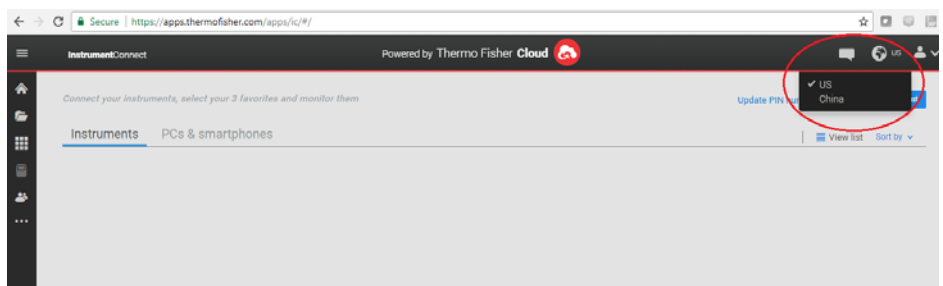 Secure | https://apps.thermofisher.com/apps/ic/#/
InstrumentConnect
Powered by Thermo Fisher Cloud
US
US
China
Connect your instruments, select your 3 favorites and monitor them
Update PIN
Instruments PCs & smartphones
View list Sort by